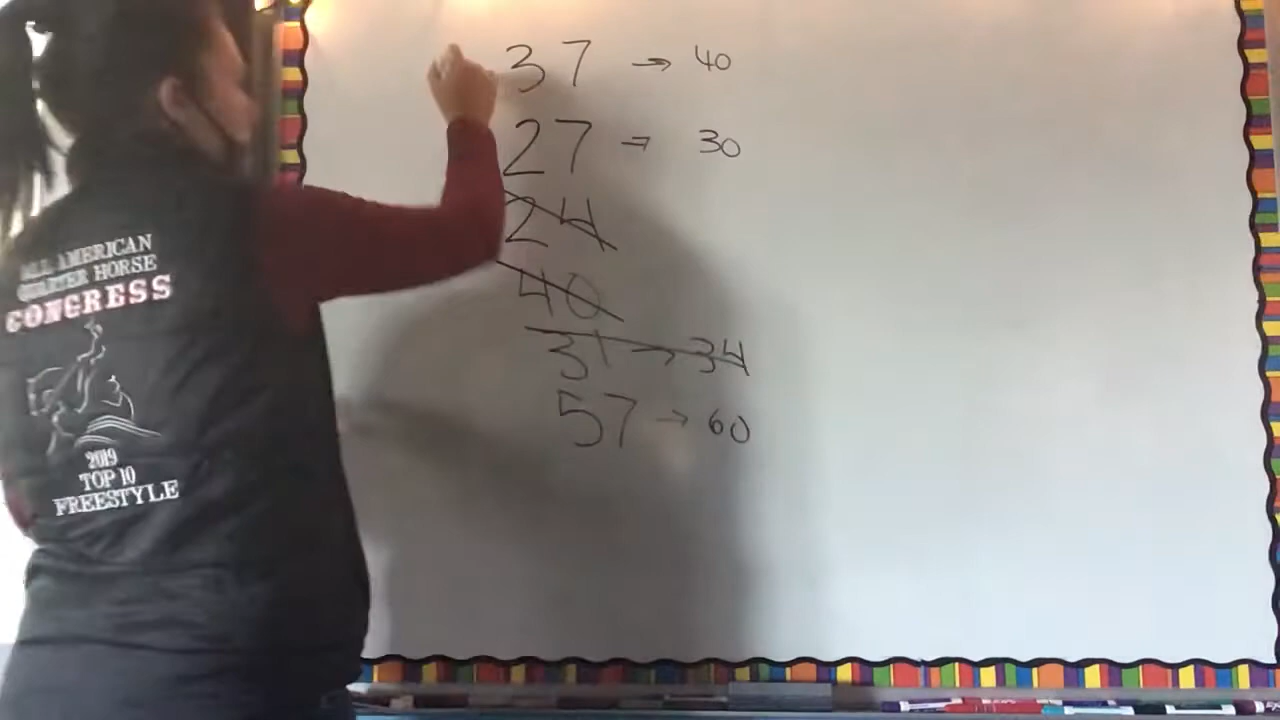 37 → 40
27 → 30
24
40
31 → 34
57 → 60
ALL AMERICAN
QUARTER HORSE
CONGRESS
2019
TOP 10
FREESTYLE